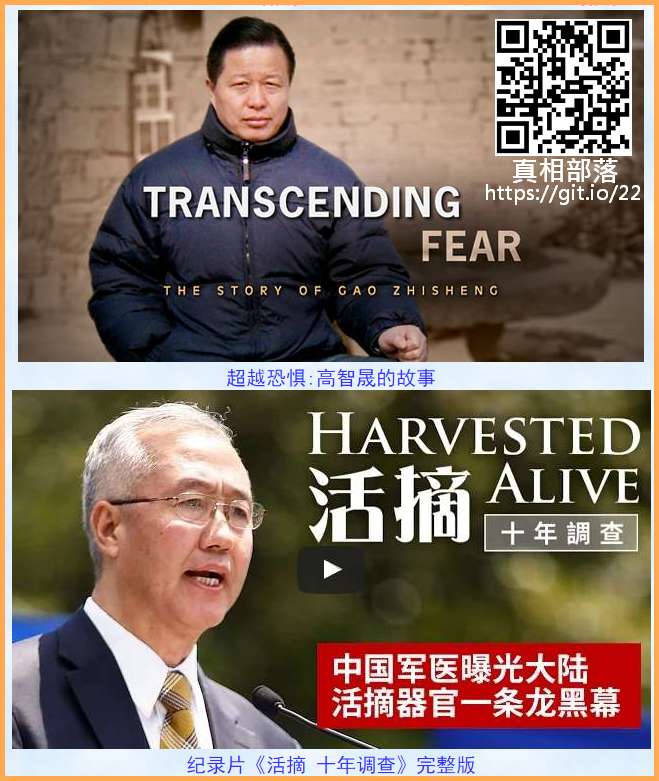 真相部落
https://git.io/22
TRANSCENDING
FEAR
THE STORY OF GAO ZHISHENG
超越恐惧:高智晟的故事
HARVESTED
活摘 ALIVE
十年調查
中国军医曝光大陆
活摘器官一条龙黑幕
纪录片《活摘 十年调查》完整版